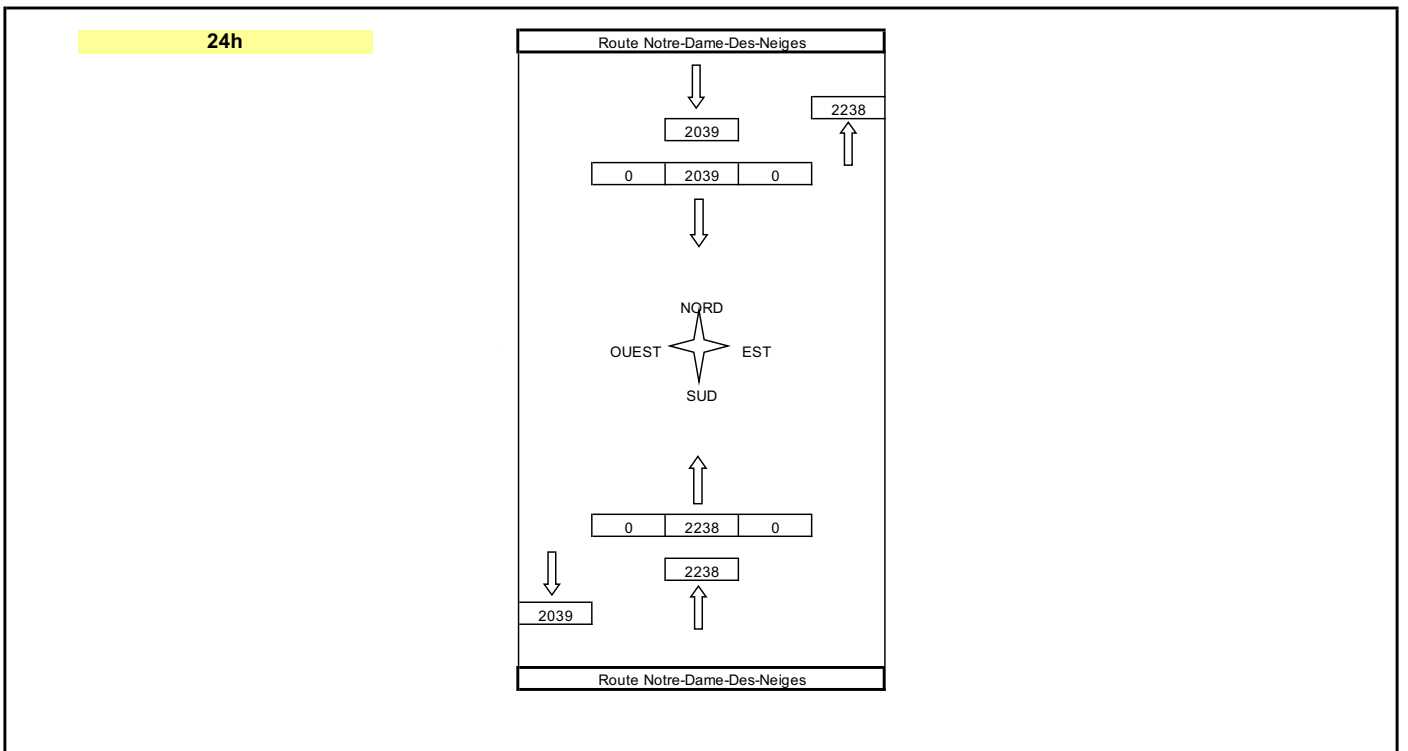 24h
Route Notre-Dame-Des-Neiges
2238
2039
0 2039 0
NORD
OUEST EST
SUD
0 2238 0
2238
2039
Route Notre-Dame-Des-Neiges